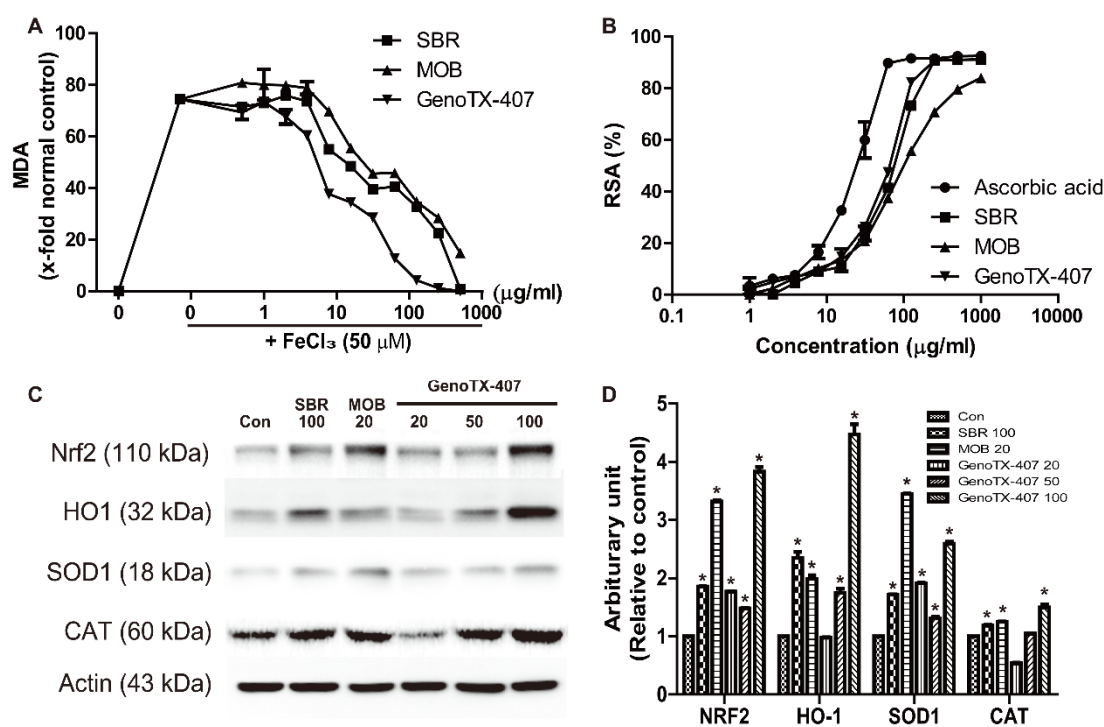 A
MDA
(x-fold normal control)
100
80
60
40
20
0
SBR
MOB
GenoTX-407
0 0 1 10 100 1000
(μg/ml)
+ FeCl₃ (50 μM)
B
RSA (%)
100
80
60
40
20
0
Ascorbic acid
SBR
MOB
GenoTX-407
0.1 1 10 100 1000 10000
Concentration (μg/ml)
C
GenoTX-407
SBR MOB
Con 100 20 20 50 100
Nrf2 (110 kDa)
HO1 (32 kDa)
SOD1 (18 kDa)
CAT (60 kDa)
Actin (43 kDa)
D
Arbiturary unit
(Relative to control)
5
4
3
2
1
0
Con
SBR 100
MOB 20
GenoTX-407 20
GenoTX-407 50
GenoTX-407 100
* * * * *
* * * *
* * * * *
* * *
NRF2 HO-1 SOD1 CAT